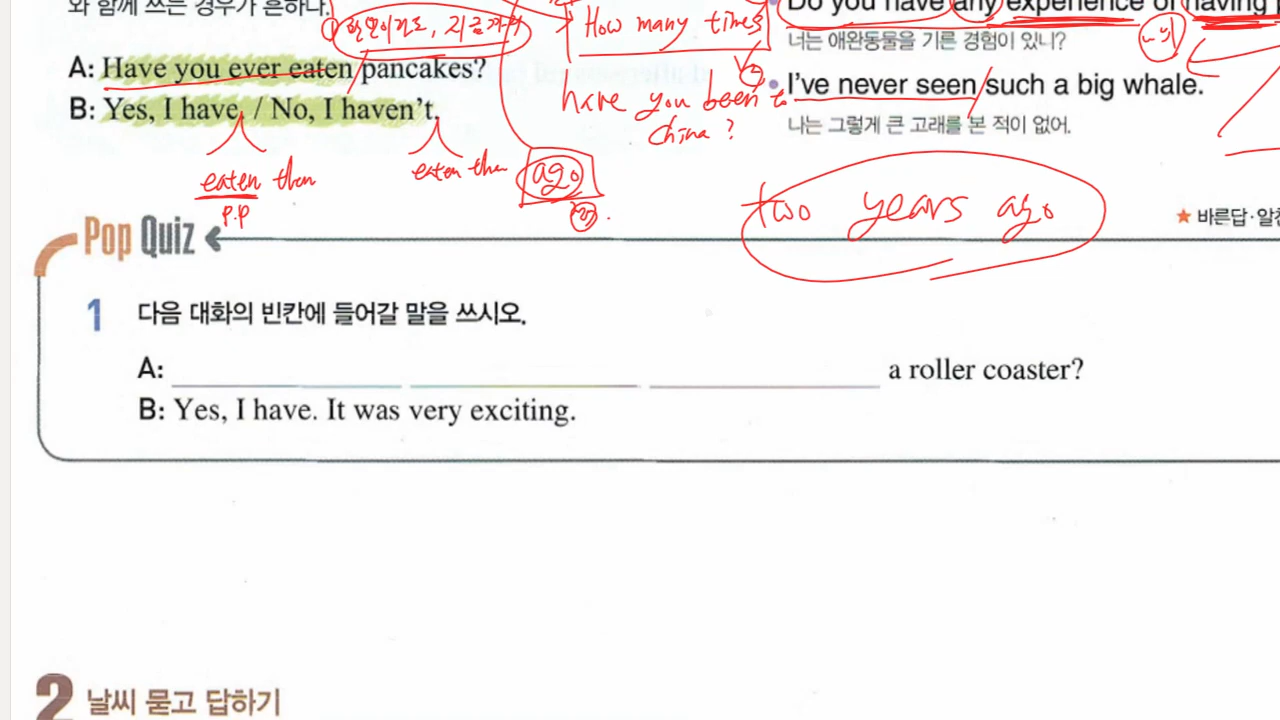 와 함께 쓰는 경우가 흔하다.
A: Have you ever eaten pancakes?
B: Yes, I have. / No, I haven't.
eaten them
p.p
eaten them
How many times
have you been to
China?
ago
Do you have any experience of having
너는 애완동물을 기른 경험이 있니?
I've never seen such a big whale.
나는 그렇게 큰 고래를 본 적이 없어.
two years ago
★ 바른답·알찬
Pop Quiz
1 다음 대화의 빈칸에 들어갈 말을 쓰시오.
A: a roller coaster?
B: Yes, I have. It was very exciting.
2 날씨 묻고 답하기